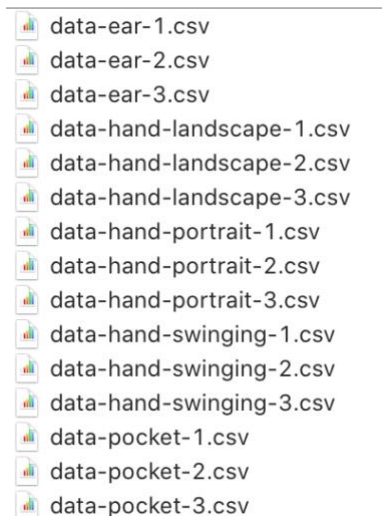 data-ear-1.csv
data-ear-2.csv
data-ear-3.csv
data-hand-landscape-1.csv
data-hand-landscape-2.csv
data-hand-landscape-3.csv
data-hand-portrait-1.csv
data-hand-portrait-2.csv
data-hand-portrait-3.csv
data-hand-swinging-1.csv
data-hand-swinging-2.csv
data-hand-swinging-3.csv
data-pocket-1.csv
data-pocket-2.csv
data-pocket-3.csv